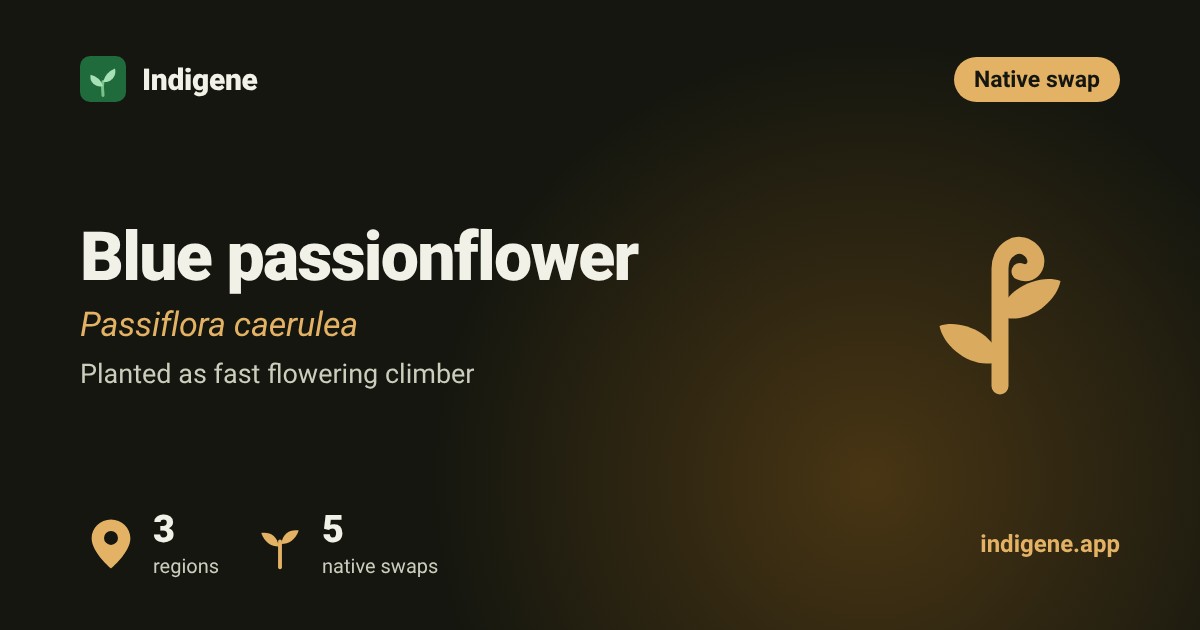 Indigene
Native swap
Blue passionflower
Passiflora caerulea
Planted as fast flowering climber
3
regions
5
native swaps
indigene.app